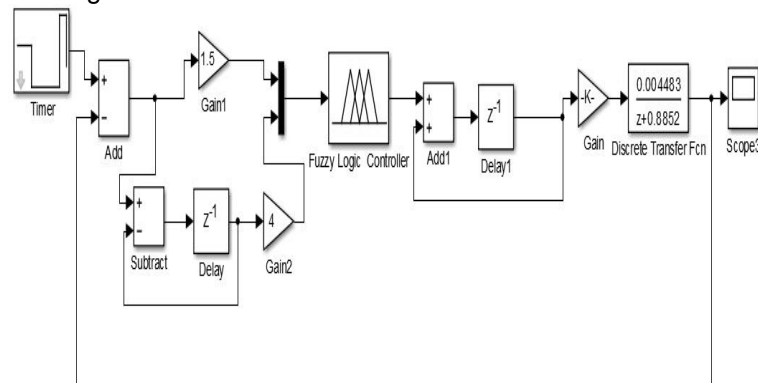 Timer
+
−
Add
1.5
Gain1
+
−
Subtract
Z-1
Delay
4
Gain2
Fuzzy Logic Controller
+
+
Add1
Z-1
Delay1
-K-
Gain
0.004483
z+0.8852
Discrete Transfer Fcn
Scope3